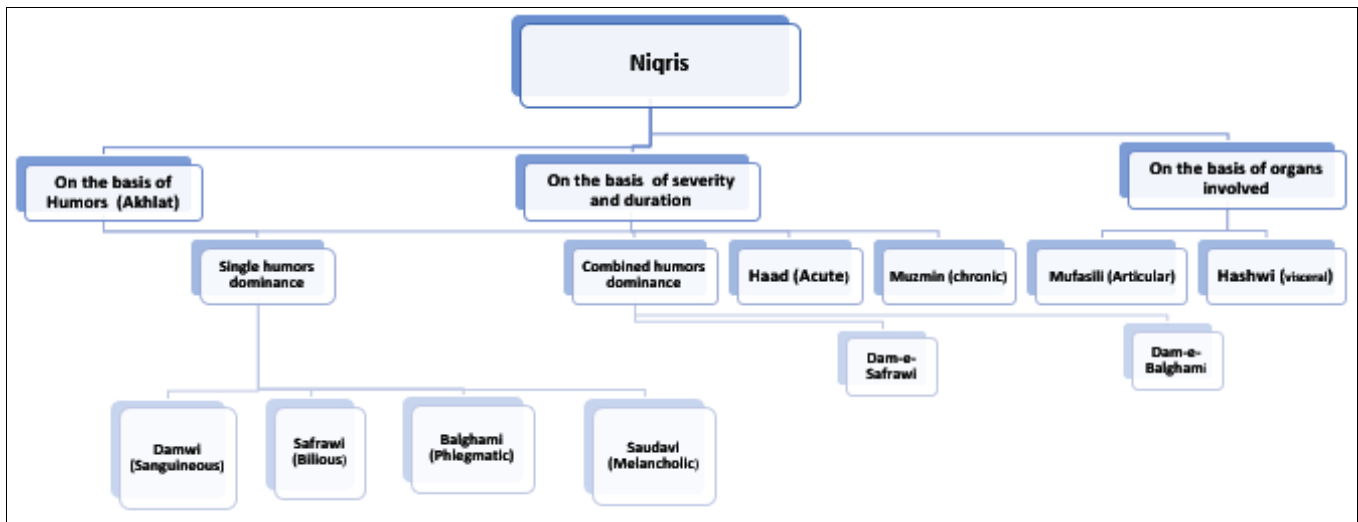 Niqris
On the basis of
Humors (Akhlat)
On the basis of severity
and duration
On the basis of organs
involved
Single humors
dominance
Combined humors
dominance
Haad (Acute)
Muzmin (chronic)
Mufasili (Articular)
Hashwi (visceral)
Dam-e-
Safrawi
Dam-e-
Balghami
Damwi
(Sanguineous)
Safrawi
(Bilious)
Balghami
(Phlegmatic)
Saudavi
(Melancholic)